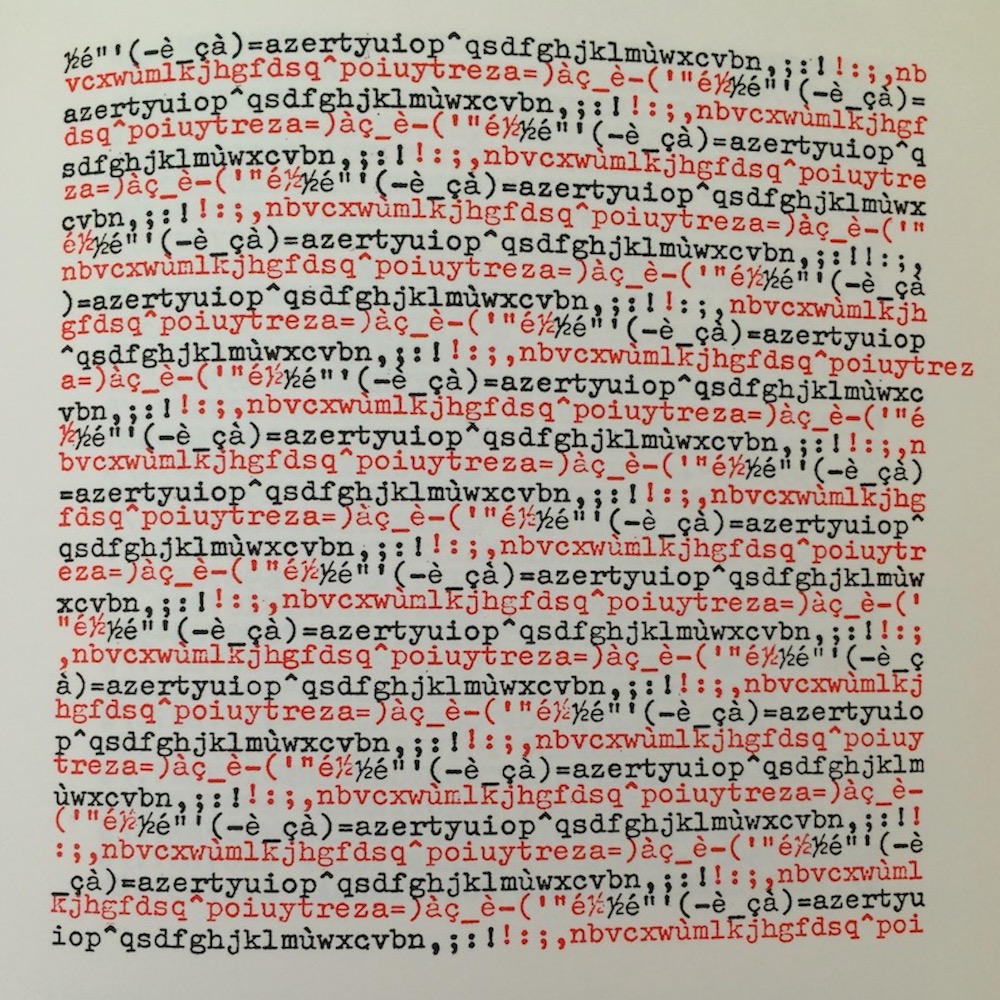 ½é"'(-è_çà)=azertyuiop^qsdfghjklmùwxcvbn,;:!!:;,nb
vcxwùmlkjhgfdsq^poiuytreza=)àç_è-('"é½½é"'(-è_çà)=
azertyuiop^qsdfghjklmùwxcvbn,;:!!:;,nbvcxwùmlkjhgf
dsq^poiuytreza=)àç_è-('"é½½é"'(-è_çà)=azertyuiop^q
sdfghjklmùwxcvbn,;:!!:;,nbvcxwùmlkjhgfdsq^poiuytre
za=)àç_è-('"é½½é"'(-è_çà)=azertyuiop^qsdfghjklmùwx
cvbn,;:!!:;,nbvcxwùmlkjhgfdsq^poiuytreza=)àç_è-('"
é½½é"'(-è_çà)=azertyuiop^qsdfghjklmùwxcvbn,;:!!:;,
nbvcxwùmlkjhgfdsq^poiuytreza=)àç_è-('"é½½é"'(-è_çà
)=azertyuiop^qsdfghjklmùwxcvbn,;:!!:;,nbvcxwùmlkjh
gfdsq^poiuytreza=)àç_è-('"é½½é"'(-è_çà)=azertyuiop
^qsdfghjklmùwxcvbn,;:!!:;,nbvcxwùmlkjhgfdsq^poiuytrez
a=)àç_è-('"é½½é"'(-è_çà)=azertyuiop^qsdfghjklmùwxc
vbn,;:!!:;,nbvcxwùmlkjhgfdsq^poiuytreza=)àç_è-('"é
½½é"'(-è_çà)=azertyuiop^qsdfghjklmùwxcvbn,;:!!:;,n
bvcxwùmlkjhgfdsq^poiuytreza=)àç_è-('"é½½é"'(-è_çà)
=azertyuiop^qsdfghjklmùwxcvbn,;:!!:;,nbvcxwùmlkjhg
fdsq^poiuytreza=)àç_è-('"é½½é"'(-è_çà)=azertyuiop^
qsdfghjklmùwxcvbn,;:!!:;,nbvcxwùmlkjhgfdsq^poiuytr
eza=)àç_è-('"é½½é"'(-è_çà)=azertyuiop^qsdfghjklmùw
xcvbn,;:!!:;,nbvcxwùmlkjhgfdsq^poiuytreza=)àç_è-('
"é½½é"'(-è_çà)=azertyuiop^qsdfghjklmùwxcvbn,;:!!:;
,nbvcxwùmlkjhgfdsq^poiuytreza=)àç_è-('"é½½é"'(-è_ç
à)=azertyuiop^qsdfghjklmùwxcvbn,;:!!:;,nbvcxwùmlkj
hgfdsq^poiuytreza=)àç_è-('"é½½é"'(-è_çà)=azertyuio
p^qsdfghjklmùwxcvbn,;:!!:;,nbvcxwùmlkjhgfdsq^poiuy
treza=)àç_è-('"é½½é"'(-è_çà)=azertyuiop^qsdfghjklm
ùwxcvbn,;:!!:;,nbvcxwùmlkjhgfdsq^poiuytreza=)àç_è-
('"é½½é"'(-è_çà)=azertyuiop^qsdfghjklmùwxcvbn,;:!!
:;,nbvcxwùmlkjhgfdsq^poiuytreza=)àç_è-('"é½½é"'(-è
_çà)=azertyuiop^qsdfghjklmùwxcvbn,;:!!:;,nbvcxwùml
kjhgfdsq^poiuytreza=)àç_è-('"é½½é"'(-è_çà)=azertyu
iop^qsdfghjklmùwxcvbn,;:!!:;,nbvcxwùmlkjhgfdsq^poi